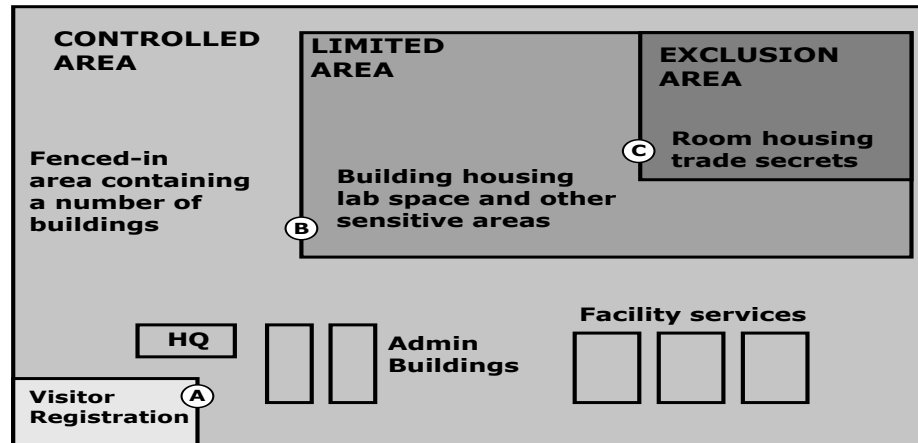 CONTROLLED
AREA
Fenced-in
area containing
a number of
buildings
LIMITED
AREA
Building housing
lab space and other
sensitive areas
B
EXCLUSION
AREA
Room housing
trade secrets
C
HQ
Admin
Buildings
Facility services
Visitor
Registration
A